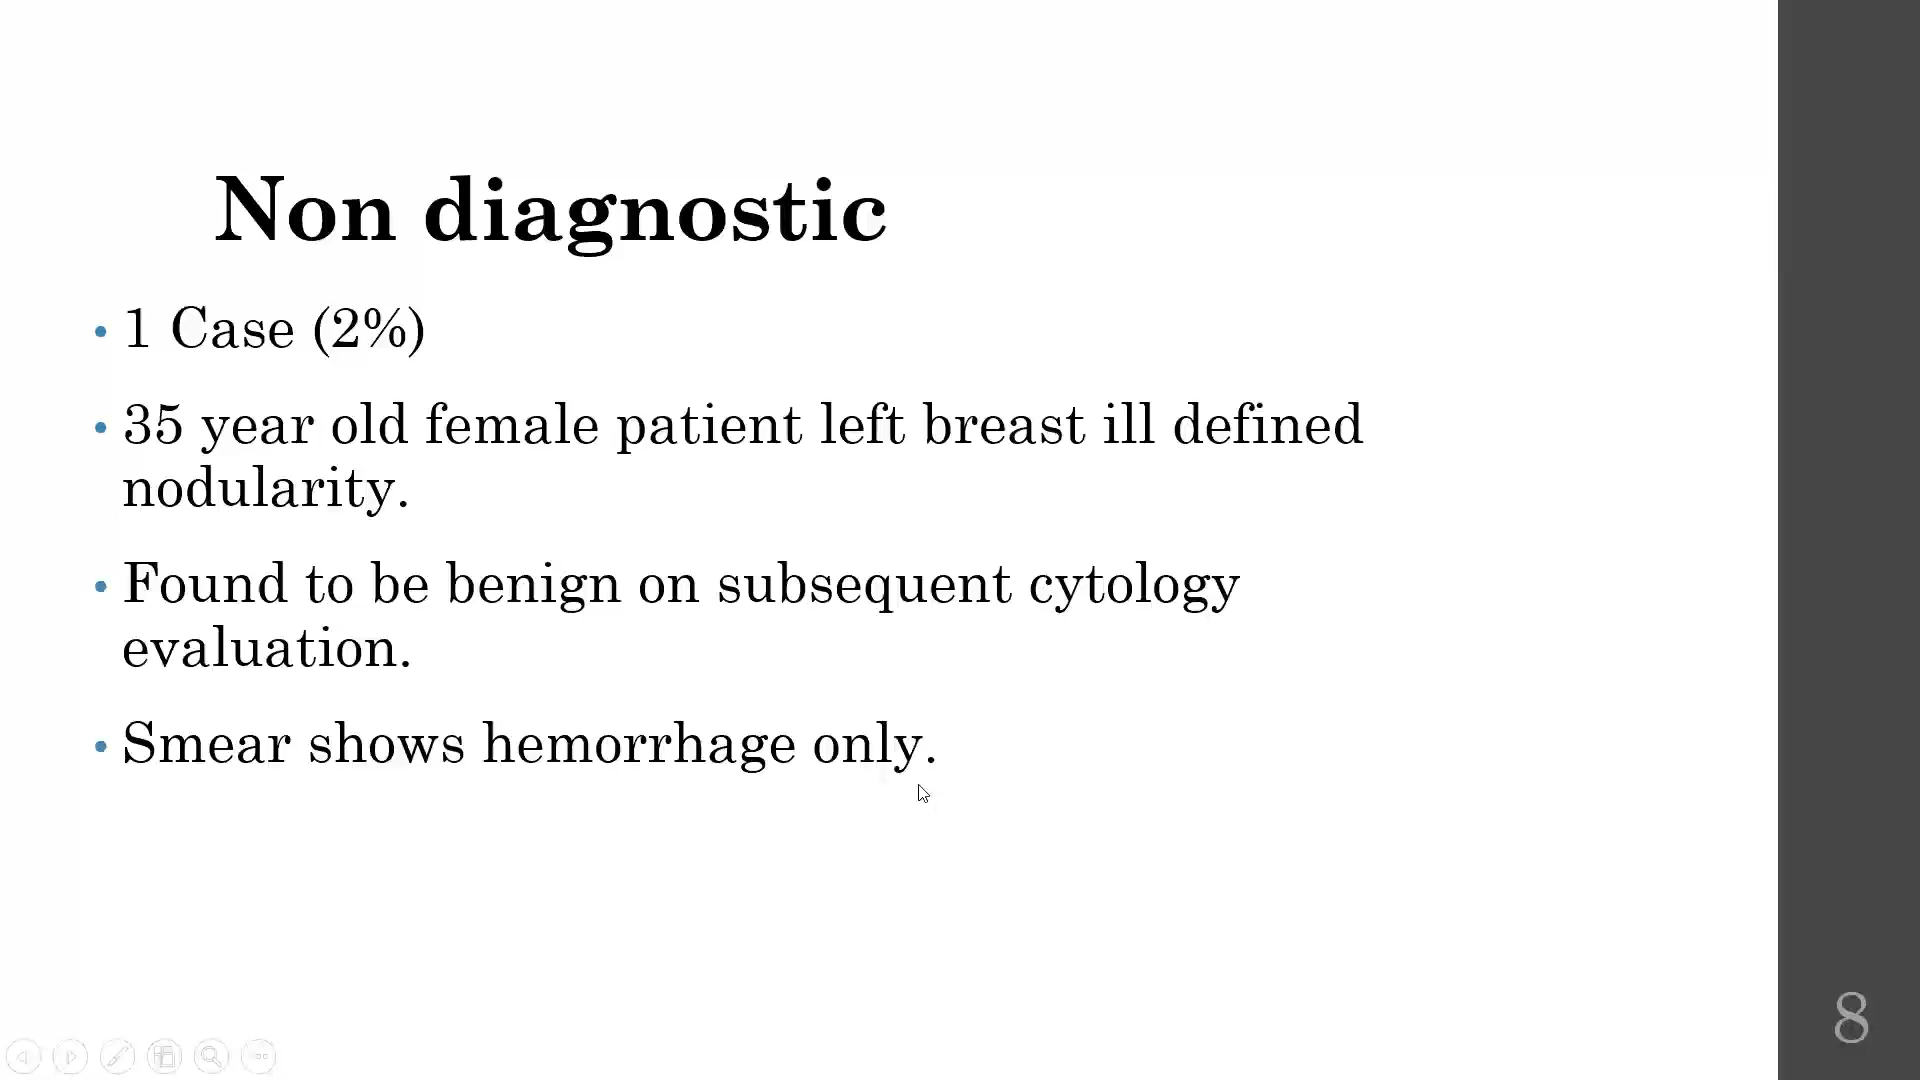 Non diagnostic
• 1 Case (2%)
• 35 year old female patient left breast ill defined
nodularity.
• Found to be benign on subsequent cytology
evaluation.
• Smear shows hemorrhage only.
8